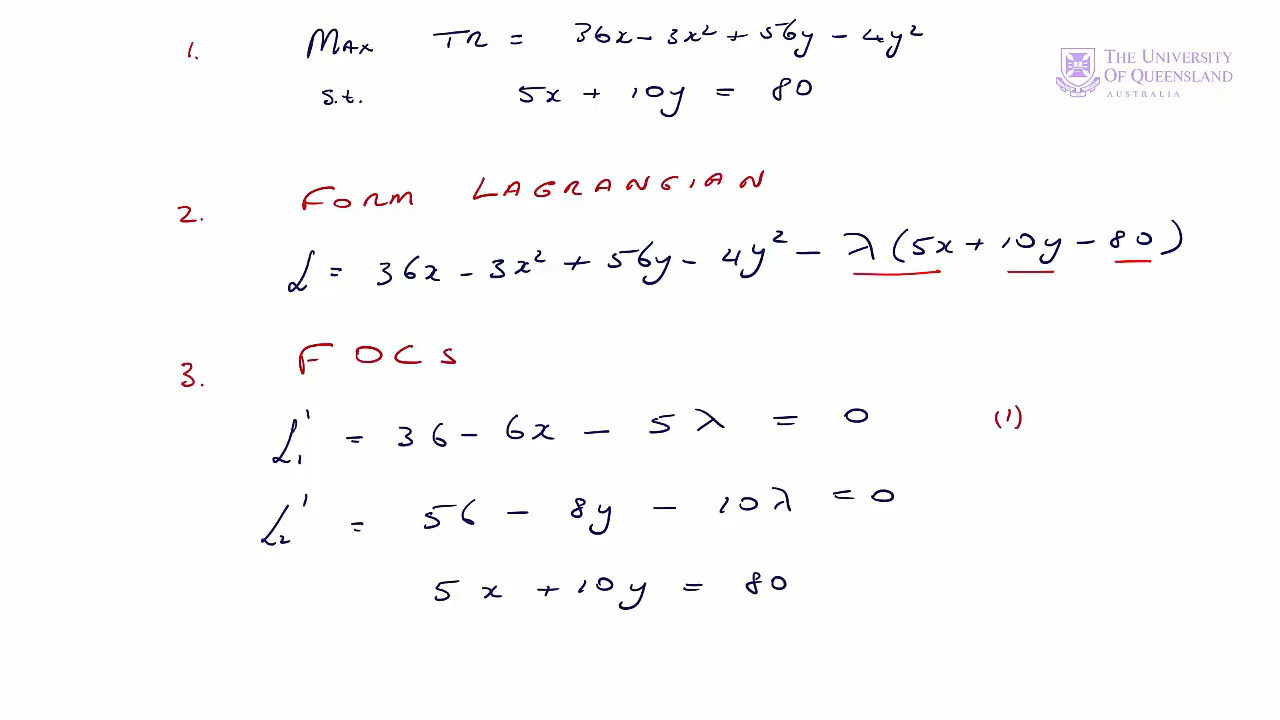 1. MAX TR = 36x - 3x² + 56y - 4y²
s.t. 5x + 10y = 80
THE UNIVERSITY
OF QUEENSLAND
AUSTRALIA
2. FORM LAGRANGIAN
ℒ = 36x - 3x² + 56y - 4y² - λ(5x + 10y - 80)
3. FOCS
ℒ₁' = 36 - 6x - 5λ = 0 (1)
ℒ₂' = 56 - 8y - 10λ = 0
5x + 10y = 80